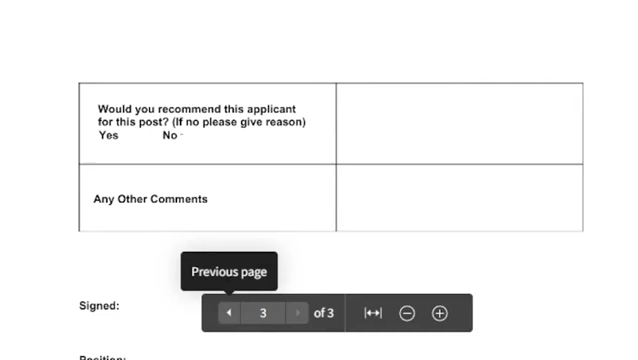 Would you recommend this applicant
for this post? (If no please give reason)
Yes No
Any Other Comments
Previous page
Signed:
3 of 3
Position: